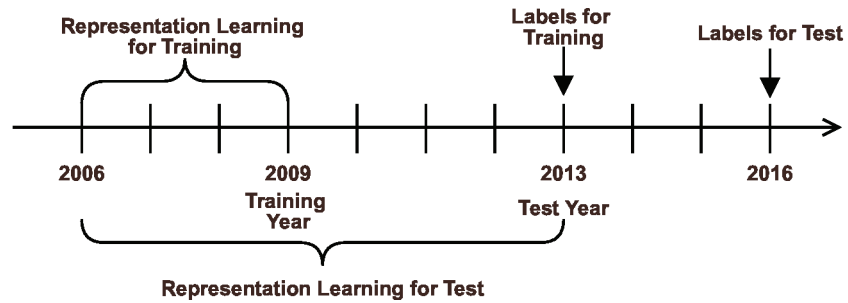 Representation Learning
for Training
Labels for
Training
Labels for Test
2006
2009
2013
2016
Training
Year
Test Year
Representation Learning for Test